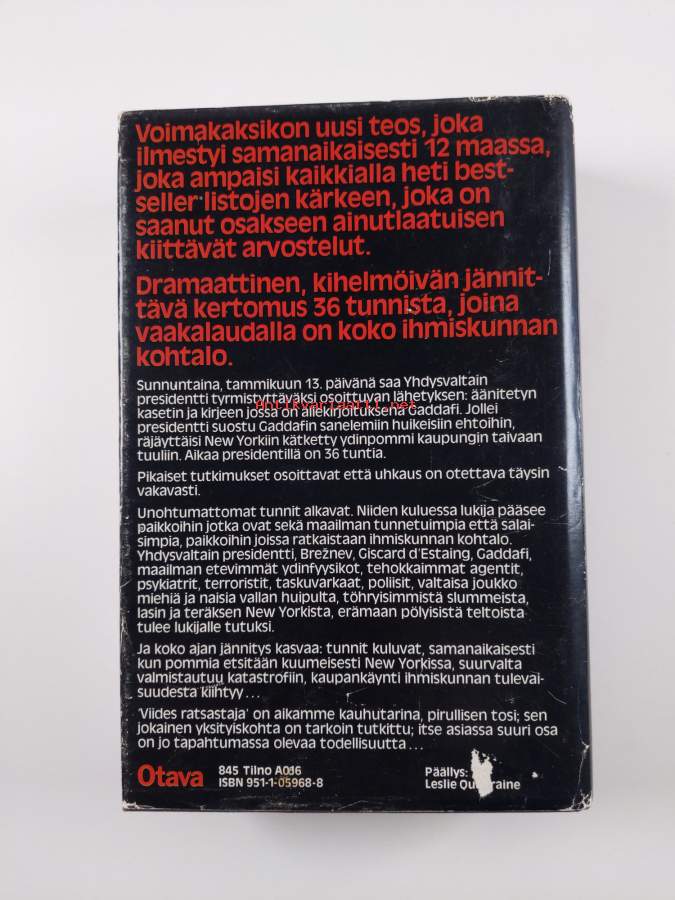 Voimakaksikon uusi teos, joka
ilmestyi samanaikaisesti 12 maassa,
joka ampaisi kaikkialla heti best-
seller listojen kärkeen, joka on
saanut osakseen ainutlaatuisen
kiittävät arvostelut.
Dramaattinen, kihelmöivän jännit-
tävä kertomus 36 tunnista, joina
vaakalaudalla on koko ihmiskunnan
kohtalo.
Sunnuntaina, tammikuun 13. päivänä saa Yhdysvaltain
presidentti tyrmistyttäväksi osoittuvan lähetyksen: äänitetyn
Antikvariaatti.net
kasetin ja kirjeen jossa on allekirjoituksena Gaddafi. Jollei
presidentti suostu Gaddafin sanelemiin huikeisiin ehtoihin,
räjäyttäisi New Yorkiin kätketty ydinpommi kaupungin taivaan
tuuliin. Aikaa presidentillä on 36 tuntia.
Pikaiset tutkimukset osoittavat että uhkaus on otettava täysin
vakavasti.
Unohtumattomat tunnit alkavat. Niiden kuluessa lukija pääsee
paikkoihin jotka ovat sekä maailman tunnetuimpia että salai-
simpia, paikkoihin joissa ratkaistaan ihmiskunnan kohtalo.
Yhdysvaltain presidentti, Brežnev, Giscard d'Estaing, Gaddafi,
maailman etevimmät ydinfyysikot, tehokkaimmat agentit,
psykiatrit, terroristit, taskuvarkaat, poliisit, valtaisa joukko
miehiä ja naisia vallan huipulta, töhryisimmistä slummeista,
lasin ja teräksen New Yorkista, erämaan pölyisistä teltoista
tulee lukijalle tutuksi.
Ja koko ajan jännitys kasvaa: tunnit kuluvat, samanaikaisesti
kun pommia etsitään kuumeisesti New Yorkissa, suurvalta
valmistautuu katastrofiin, kaupankäynti ihmiskunnan tulevai-
suudesta kiihtyy...
'Viides ratsastaja' on aikamme kauhutarina, pirullisen tosi; sen
jokainen yksityiskohta on tarkoin tutkittu; itse asiassa suuri osa
on jo tapahtumassa olevaa todellisuutta...
Otava
845 Tilno A016
ISBN 951-1-05968-8
Päällys:
Leslie